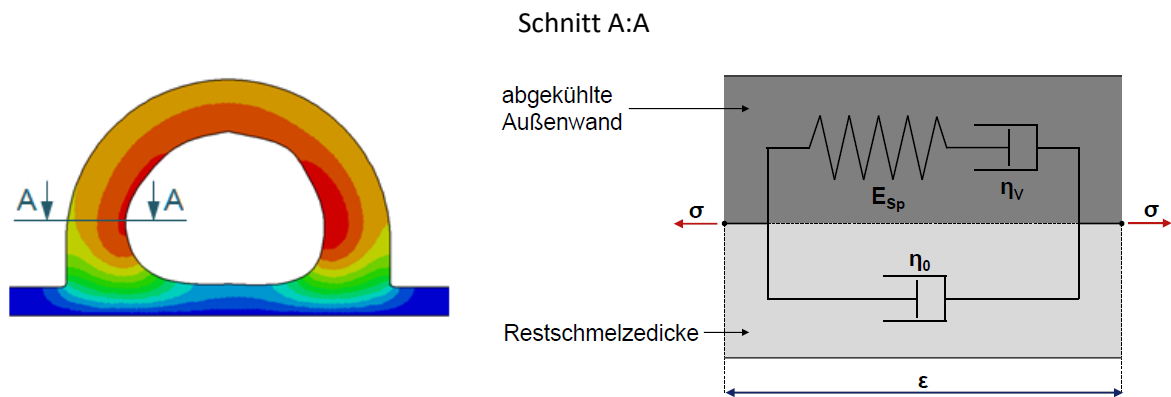 Schnitt A:A
abgekühlte
Außenwand
A
A
E_Sp
η_V
σ
σ
η_0
Restschmelzedicke
ε